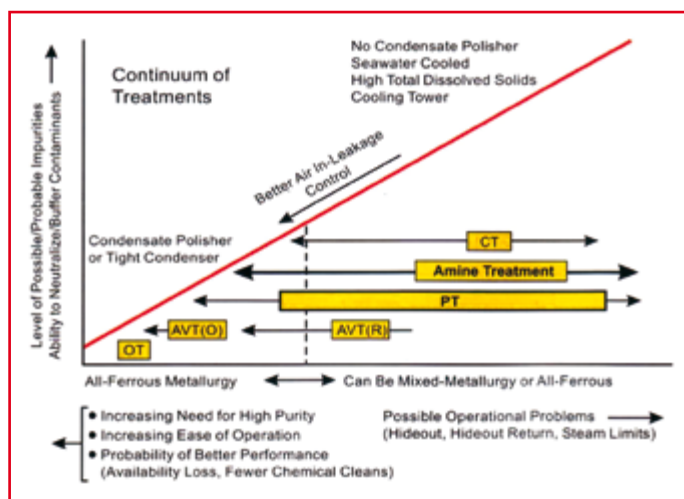 No Condensate Polisher
Seawater Cooled
High Total Dissolved Solids
Cooling Tower
Continuum of
Treatments
Level of Possible/Probable Impurities
Ability to Neutralize/Buffer Contaminants
Better Air In-Leakage
Control
Condensate Polisher
or Tight Condenser
CT
Amine Treatment
PT
AVT(O)
AVT(R)
OT
All-Ferrous Metallurgy
Can Be Mixed-Metallurgy or All-Ferrous
• Increasing Need for High Purity
• Increasing Ease of Operation
• Probability of Better Performance
(Availability Loss, Fewer Chemical Cleans)
Possible Operational Problems
(Hideout, Hideout Return, Steam Limits)